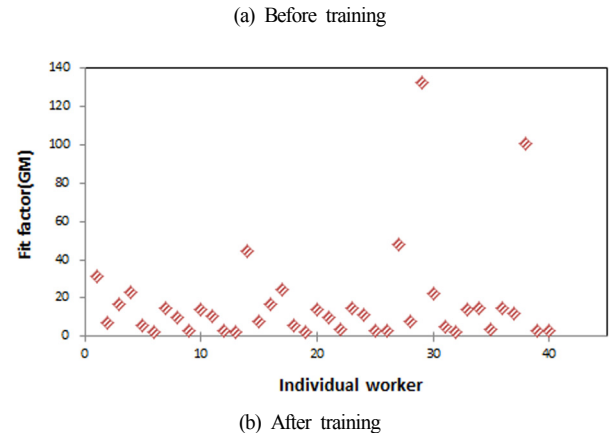 (a) Before training
140
120
100
80
60
40
20
0
Fit factor(GM)
0 10 20 30 40
Individual worker
(b) After training